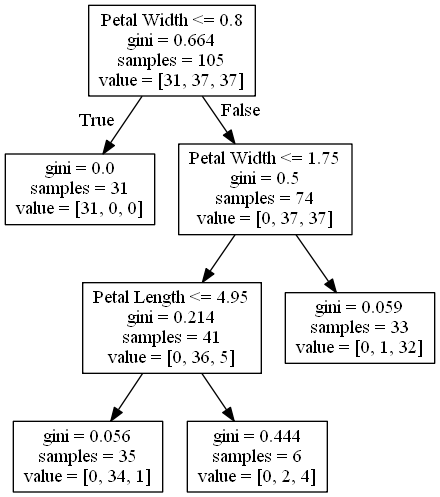 Petal Width <= 0.8
gini = 0.664
samples = 105
value = [31, 37, 37]
True
False
gini = 0.0
samples = 31
value = [31, 0, 0]
Petal Width <= 1.75
gini = 0.5
samples = 74
value = [0, 37, 37]
Petal Length <= 4.95
gini = 0.214
samples = 41
value = [0, 36, 5]
gini = 0.059
samples = 33
value = [0, 1, 32]
gini = 0.056
samples = 35
value = [0, 34, 1]
gini = 0.444
samples = 6
value = [0, 2, 4]